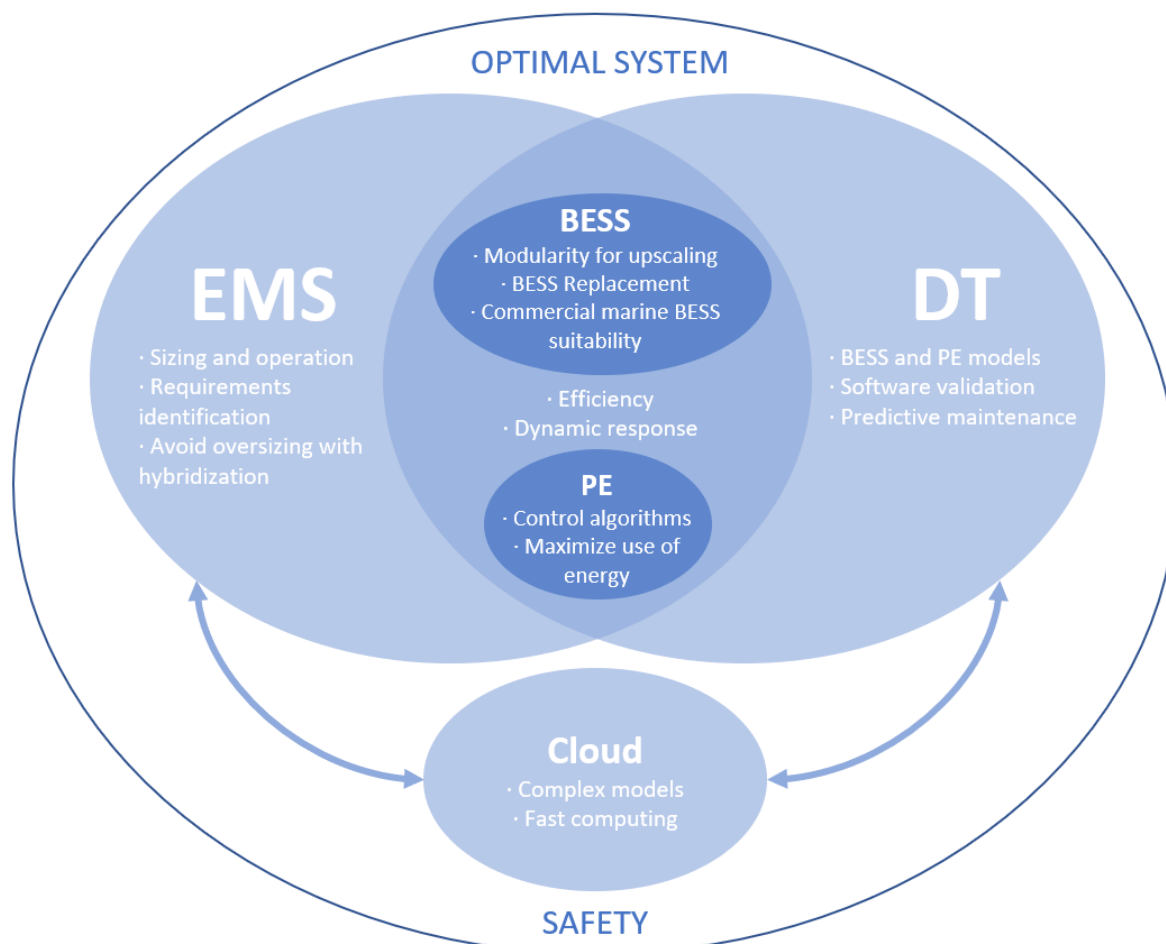 OPTIMAL SYSTEM
EMS
· Sizing and operation
· Requirements
identification
· Avoid oversizing with
hybridization
BESS
· Modularity for upscaling
· BESS Replacement
· Commercial marine BESS
suitability
· Efficiency
· Dynamic response
PE
· Control algorithms
· Maximize use of
energy
DT
· BESS and PE models
· Software validation
· Predictive maintenance
Cloud
· Complex models
· Fast computing
SAFETY